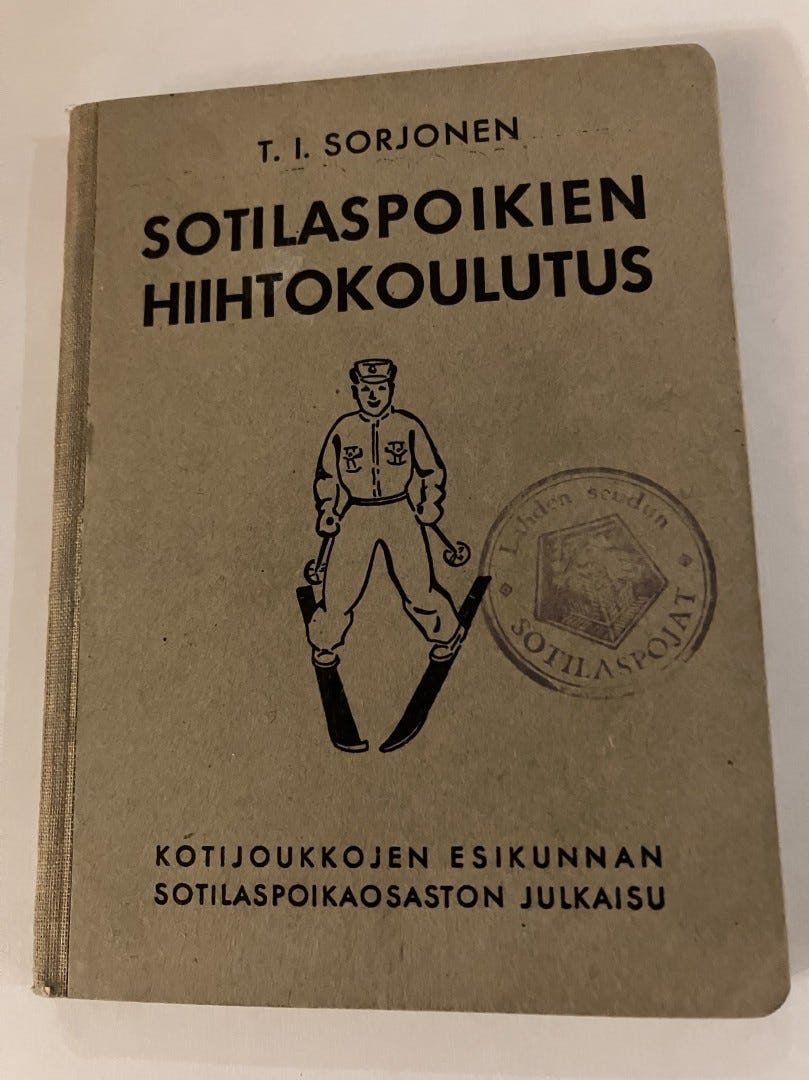 T. I. SORJONEN
SOTILASPOIKIEN
HIIHTOKOULUTUS
Lahden seudun
SOTILASPOJAT
KOTIJOUKKOJEN ESIKUNNAN
SOTILASPOIKAOSASTON JULKAISU